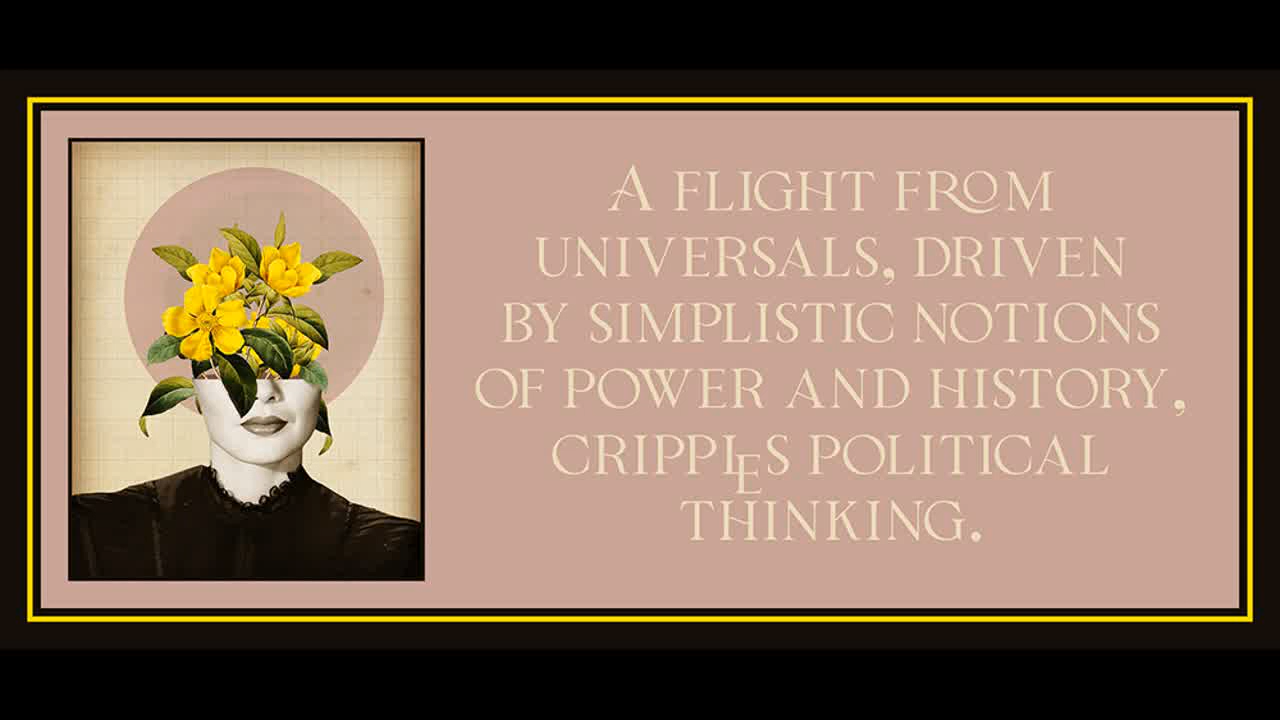 A FLIGHT FROM
UNIVERSALS, DRIVEN
BY SIMPLISTIC NOTIONS
OF POWER AND HISTORY,
CRIPPLES POLITICAL
THINKING.